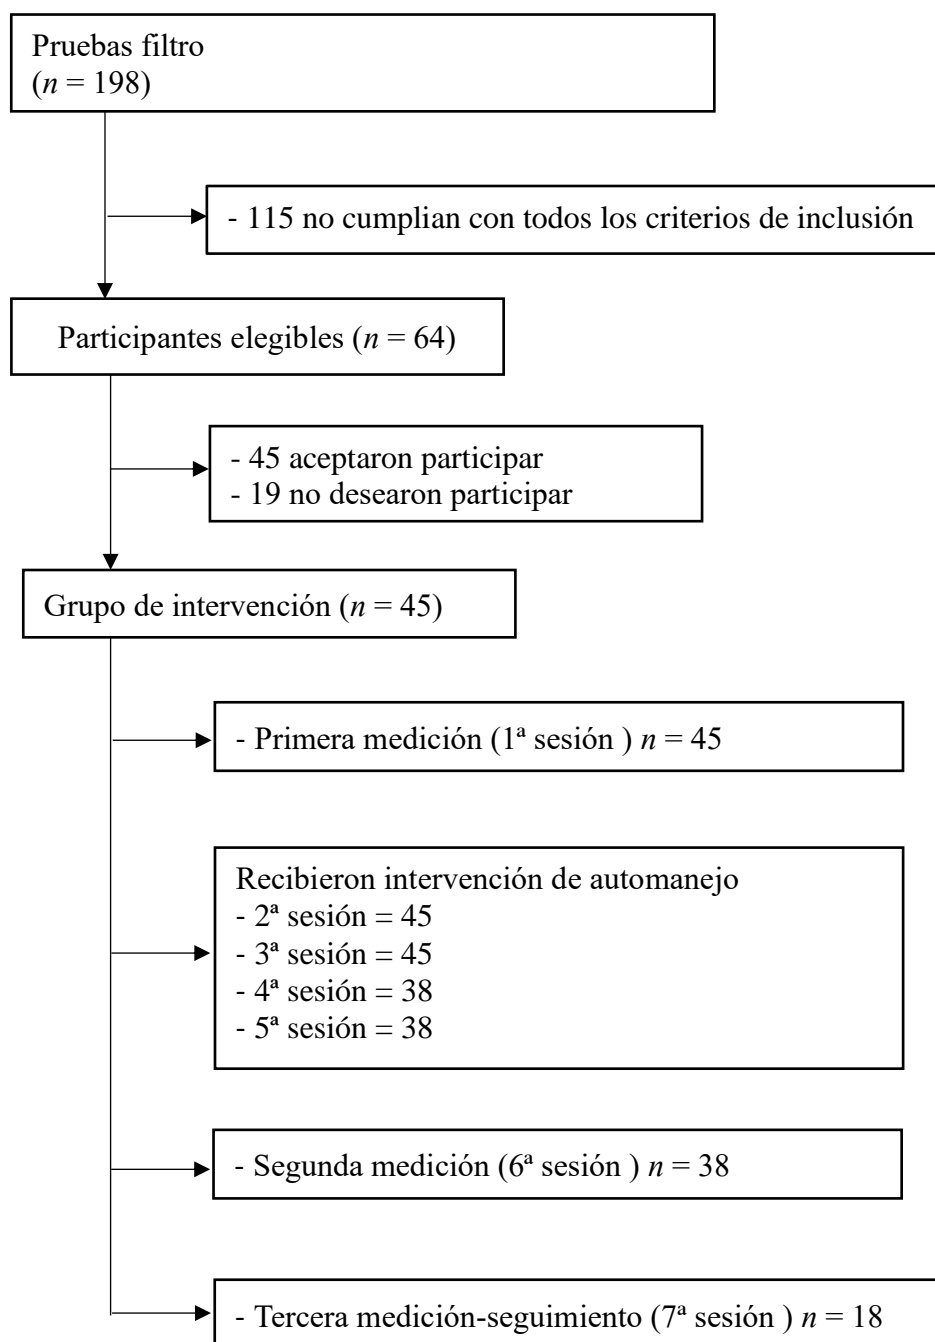 Pruebas filtro
(n = 198)
- 115 no cumplian con todos los criterios de inclusión
Participantes elegibles (n = 64)
- 45 aceptaron participar
- 19 no desearon participar
Grupo de intervención (n = 45)
- Primera medición (1ª sesión ) n = 45
Recibieron intervención de automanejo
- 2ª sesión = 45
- 3ª sesión = 45
- 4ª sesión = 38
- 5ª sesión = 38
- Segunda medición (6ª sesión ) n = 38
- Tercera medición-seguimiento (7ª sesión ) n = 18